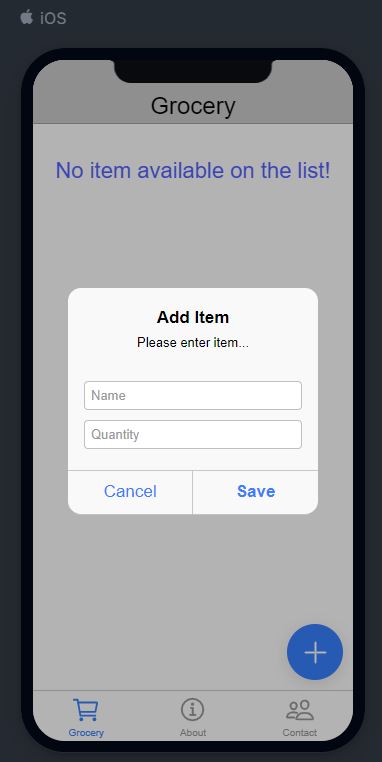 iOS
Grocery
No item available on the list!
Add Item
Please enter item...
Name
Quantity
Cancel Save
Grocery About Contact